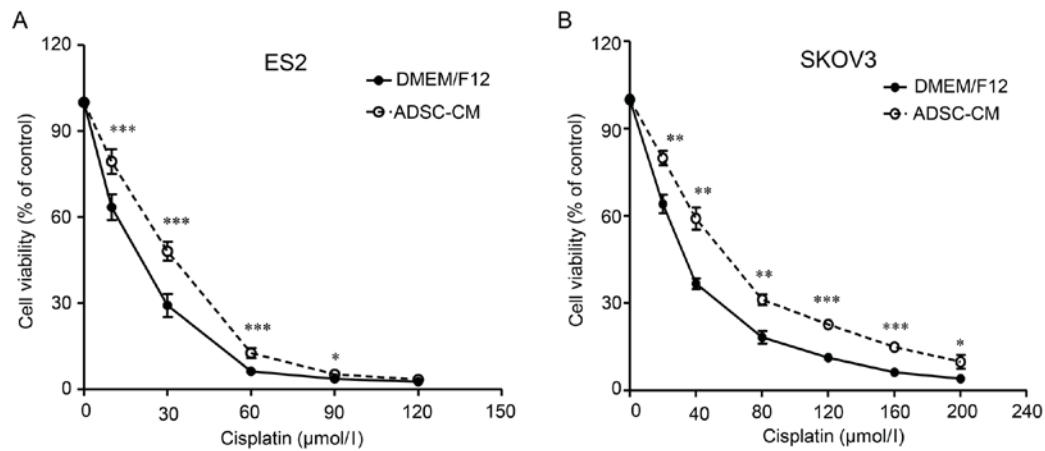 A
ES2
DMEM/F12
ADSC-CM
Cell viability (% of control)
120
90
60
30
0
***
***
***
*
0 30 60 90 120 150
Cisplatin (μmol/l)
B
SKOV3
DMEM/F12
ADSC-CM
Cell viability (% of control)
120
90
60
30
0
**
**
**
***
***
*
0 40 80 120 160 200 240
Cisplatin (μmol/l)